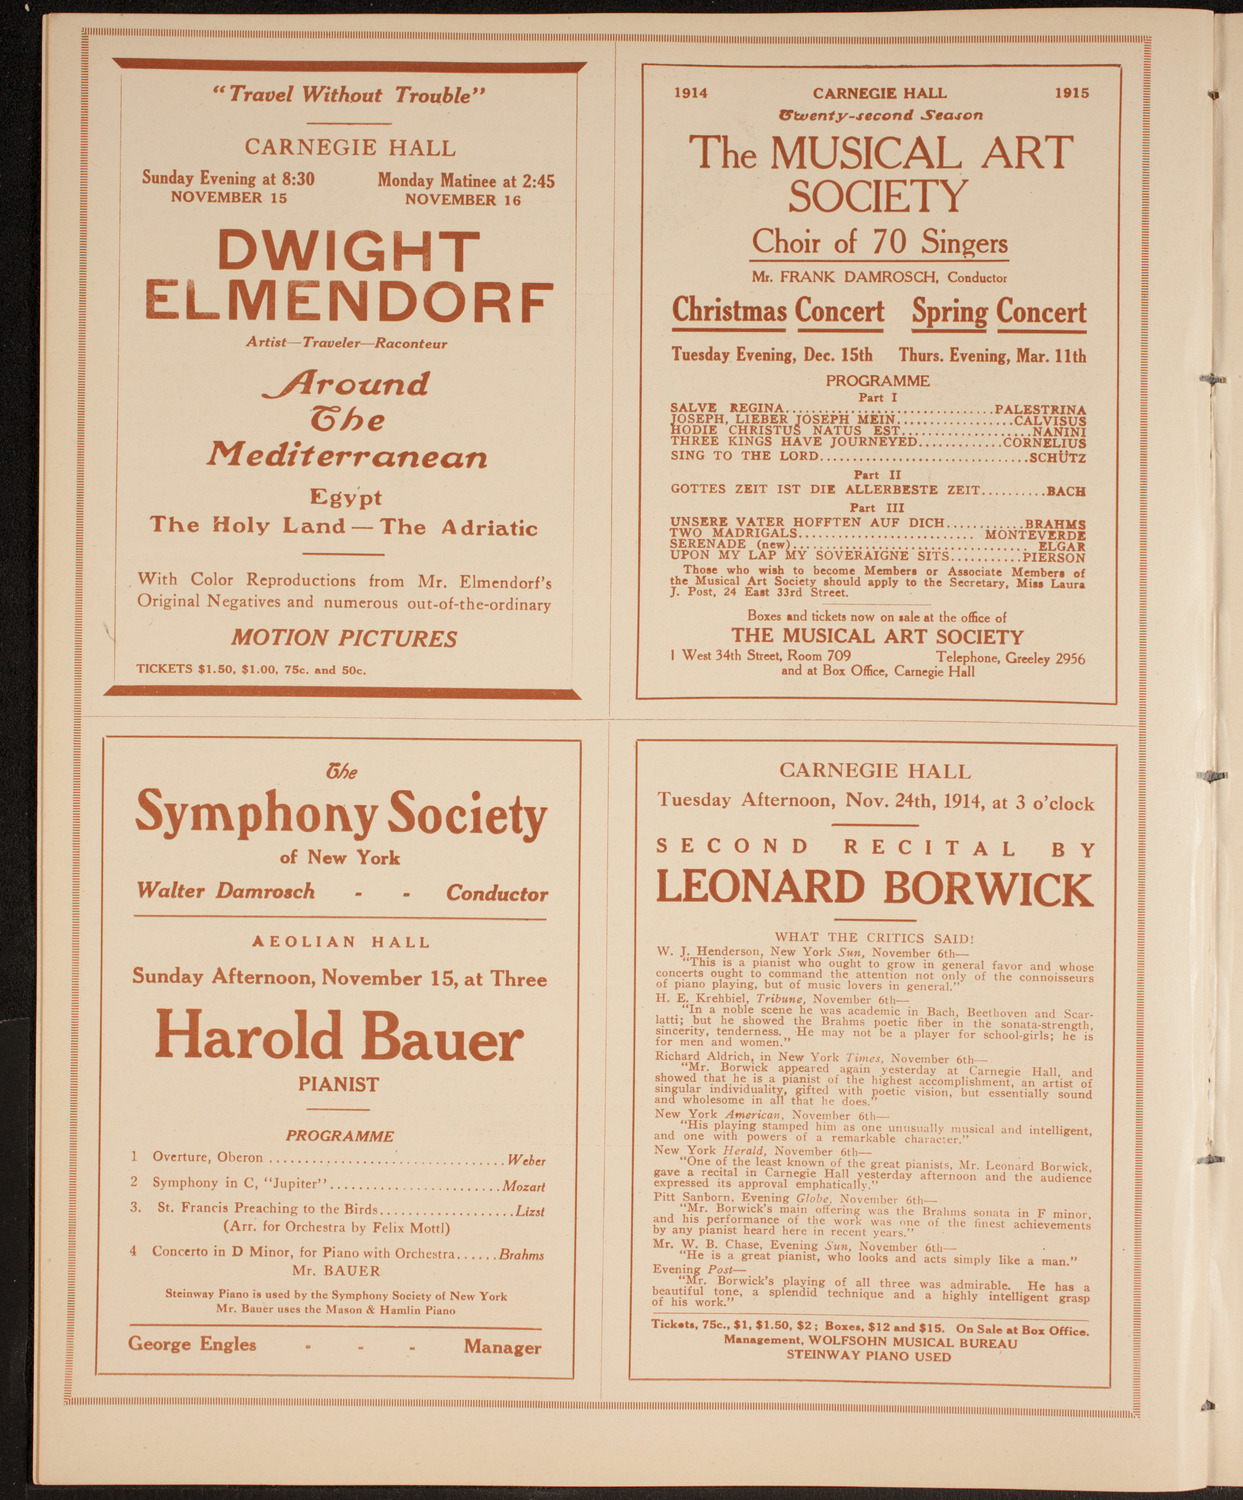 "Travel Without Trouble"
CARNEGIE HALL
Sunday Evening at 8:30 Monday Matinee at 2:45
NOVEMBER 15 NOVEMBER 16
DWIGHT
ELMENDORF
Artist—Traveler—Raconteur
Around
The
Mediterranean
Egypt
The Holy Land—The Adriatic
With Color Reproductions from Mr. Elmendorf's
Original Negatives and numerous out-of-the-ordinary
MOTION PICTURES
TICKETS $1.50, $1.00, 75c. and 50c.
1914 CARNEGIE HALL 1915
Twenty-second Season
The MUSICAL ART
SOCIETY
Choir of 70 Singers
Mr. FRANK DAMROSCH, Conductor
Christmas Concert Spring Concert
Tuesday Evening, Dec. 15th Thurs. Evening, Mar. 11th
PROGRAMME
Part I
SALVE REGINA..............................PALESTRINA
JOSEPH, LIEBER JOSEPH MEIN.................CALVISUS
HODIE CHRISTUS NATUS EST...................NANINI
THREE KINGS HAVE JOURNEYED............CORNELIUS
SING TO THE LORD..............................SCHÜTZ
Part II
GOTTES ZEIT IST DIE ALLERBESTE ZEIT..........BACH
Part III
UNSERE VATER HOFFTEN AUF DICH...........BRAHMS
TWO MADRIGALS.......................... MONTEVERDE
SERENADE (new).................................. ELGAR
UPON MY LAP MY SOVERAIGNE SITS...........PIERSON
Those who wish to become Members or Associate Members of
the Musical Art Society should apply to the Secretary, Miss Laura
J. Post, 24 East 33rd Street.
Boxes and tickets now on sale at the office of
THE MUSICAL ART SOCIETY
1 West 34th Street, Room 709 Telephone, Greeley 2956
and at Box Office, Carnegie Hall
The
Symphony Society
of New York
Walter Damrosch - - Conductor
AEOLIAN HALL
Sunday Afternoon, November 15, at Three
Harold Bauer
PIANIST
PROGRAMME
1 Overture, Oberon ...............................Weber
2 Symphony in C, "Jupiter"........................Mozart
3. St. Francis Preaching to the Birds..................Lizst
(Arr. for Orchestra by Felix Mottl)
4 Concerto in D Minor, for Piano with Orchestra......Brahms
Mr. BAUER
Steinway Piano is used by the Symphony Society of New York
Mr. Bauer uses the Mason & Hamlin Piano
George Engles - - - Manager
CARNEGIE HALL
Tuesday Afternoon, Nov. 24th, 1914, at 3 o'clock
SECOND RECITAL BY
LEONARD BORWICK
WHAT THE CRITICS SAID!
W. J. Henderson, New York Sun, November 6th—
"This is a pianist who ought to grow in general favor and whose
concerts ought to command the attention not only of the connoisseurs
of piano playing, but of music lovers in general."
H. E. Krehbiel, Tribune, November 6th—
"In a noble scene he was academic in Bach, Beethoven and Scar-
latti; but he showed the Brahms poetic fiber in the sonata-strength,
sincerity, tenderness. He may not be a player for school-girls; he is
for men and women."
Richard Aldrich, in New York Times, November 6th—
"Mr. Borwick appeared again yesterday at Carnegie Hall, and
showed that he is a pianist of the highest accomplishment, an artist of
singular individuality, gifted with poetic vision, but essentially sound
and wholesome in all that he does."
New York American, November 6th—
"His playing stamped him as one unusually musical and intelligent,
and one with powers of a remarkable character."
New York Herald, November 6th—
"One of the least known of the great pianists, Mr. Leonard Borwick,
gave a recital in Carnegie Hall yesterday afternoon and the audience
expressed its approval emphatically."
Pitt Sanborn, Evening Globe, November 6th—
"Mr. Borwick's main offering was the Brahms sonata in F minor,
and his performance of the work was one of the finest achievements
by any pianist heard here in recent years."
Mr. W. B. Chase, Evening Sun, November 6th—
"He is a great pianist, who looks and acts simply like a man."
Evening Post—
"Mr. Borwick's playing of all three was admirable. He has a
beautiful tone, a splendid technique and a highly intelligent grasp
of his work."
Tickets, 75c., $1, $1.50, $2; Boxes, $12 and $15. On Sale at Box Office.
Management, WOLFSOHN MUSICAL BUREAU
STEINWAY PIANO USED